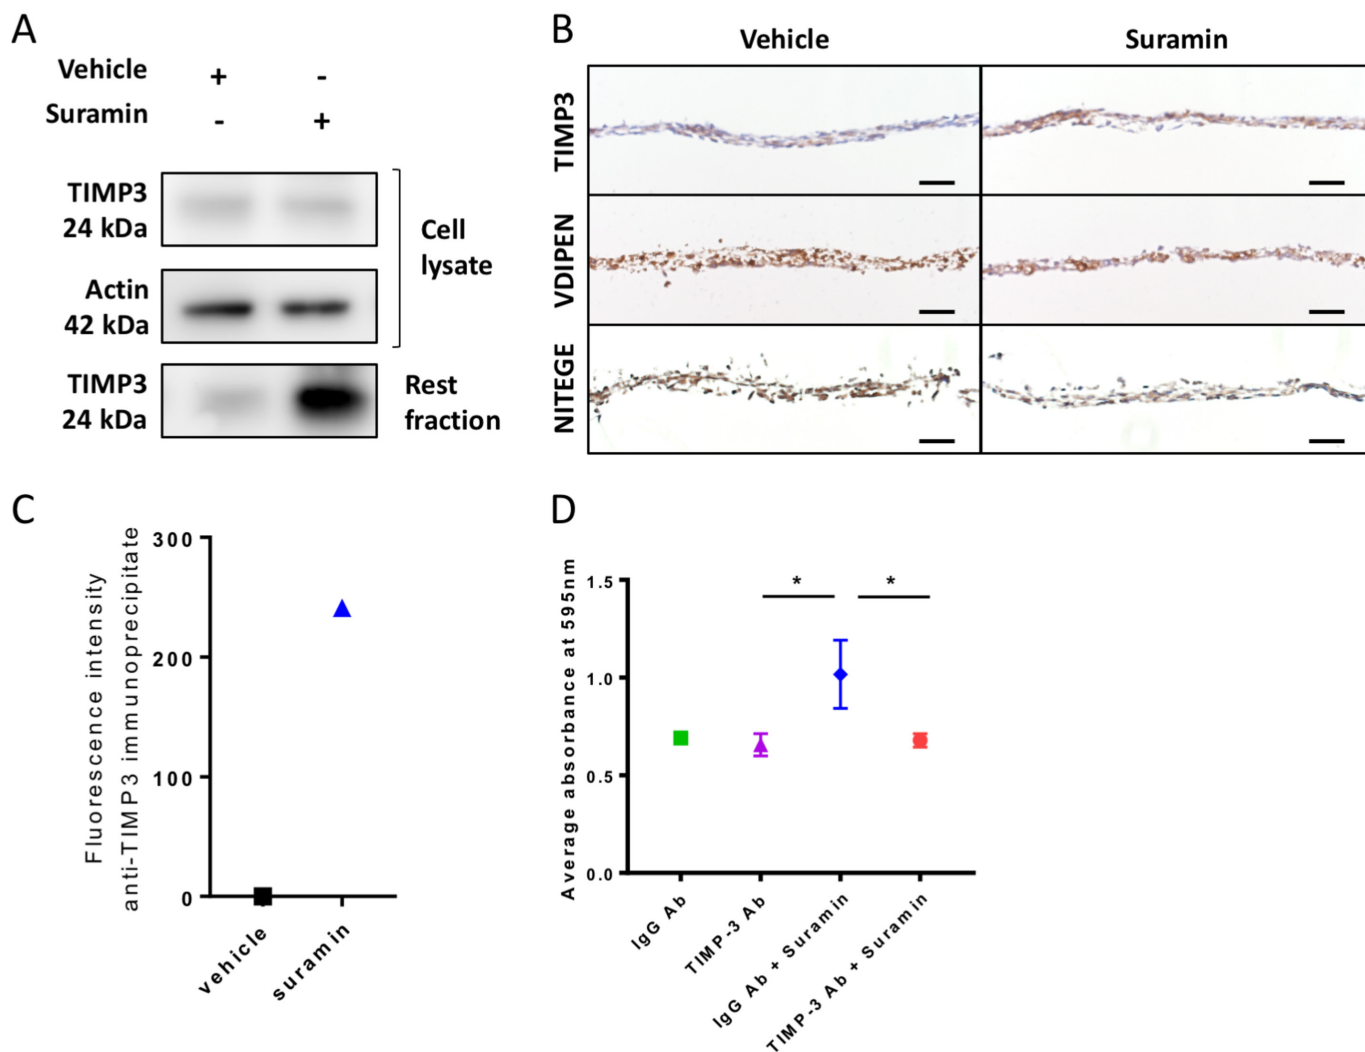 A
Vehicle + -
Suramin - +
TIMP3
24 kDa
Actin
42 kDa
Cell
lysate
TIMP3
24 kDa
Rest
fraction
B
Vehicle Suramin
TIMP3
VDIPEN
NITEGE
C
Fluorescence intensity
anti-TIMP3 immunoprecipitate
300
200
100
0
vehicle
suramin
D
Average absorbance at 595nm
1.5
1.0
0.5
0.0
* *
IgG Ab
TIMP-3 Ab
IgG Ab + Suramin
TIMP-3 Ab + Suramin